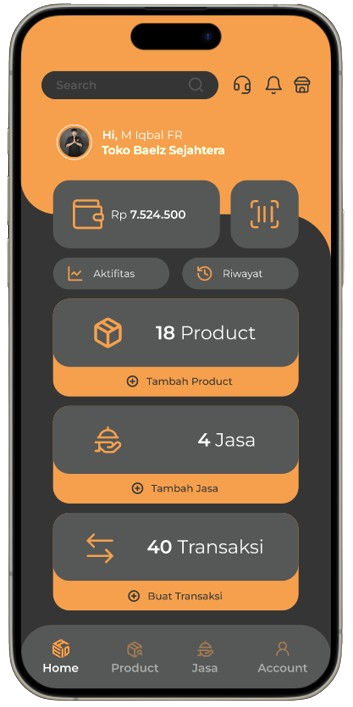 Search
Hi, M Iqbal FR
Toko Baelz Sejahtera
Rp 7.524.500
Aktifitas
Riwayat
18 Product
Tambah Product
4 Jasa
Tambah Jasa
40 Transaksi
Buat Transaksi
Home
Product
Jasa
Account